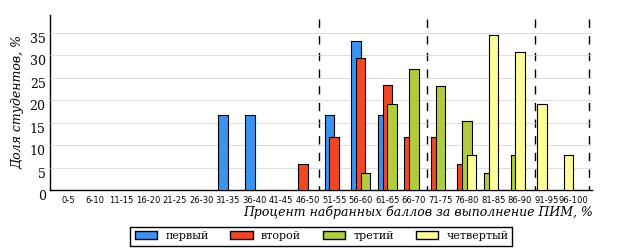 Доля студентов, %
35
30
25
20
15
10
5
0
0-5 6-10 11-15 16-20 21-25 26-30 31-35 36-40 41-45 46-50 51-55 56-60 61-65 66-70 71-75 76-80 81-85 86-90 91-95 96-100
Процент набранных баллов за выполнение ПИМ, %
первый второй третий четвертый